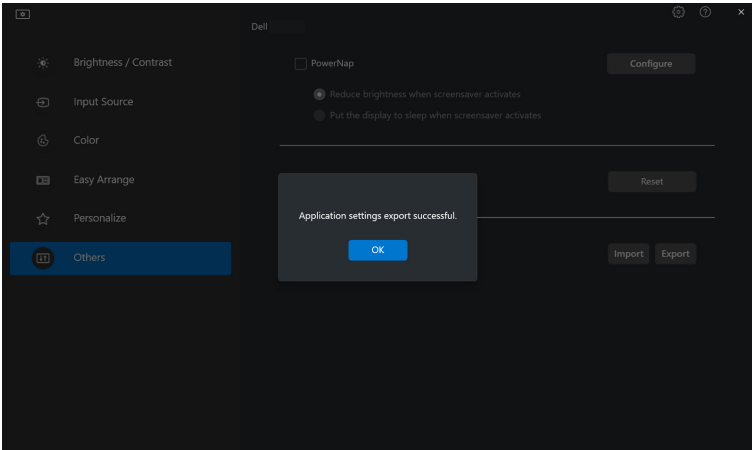 Dell
Brightness / Contrast
Input Source
Color
Easy Arrange
Personalize
Others
PowerNap
Configure
Reduce brightness when screensaver activates
Put the display to sleep when screensaver activates
Reset
Application settings export successful.
OK
Import
Export